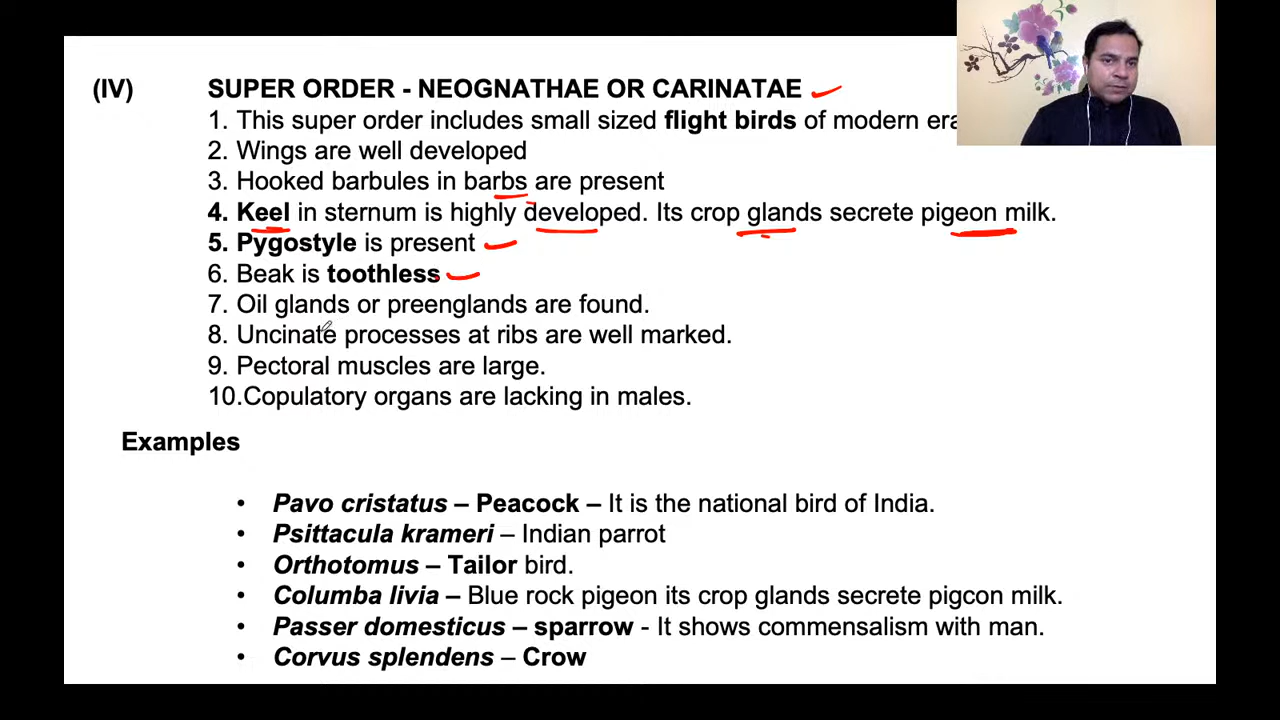 (IV) SUPER ORDER - NEOGNATHAE OR CARINATAE
1. This super order includes small sized flight birds of modern era
2. Wings are well developed
3. Hooked barbules in barbs are present
4. Keel in sternum is highly developed. Its crop glands secrete pigeon milk.
5. Pygostyle is present
6. Beak is toothless
7. Oil glands or preenglands are found.
8. Uncinate processes at ribs are well marked.
9. Pectoral muscles are large.
10.Copulatory organs are lacking in males.
Examples
• Pavo cristatus – Peacock – It is the national bird of India.
• Psittacula krameri – Indian parrot
• Orthotomus – Tailor bird.
• Columba livia – Blue rock pigeon its crop glands secrete pigcon milk.
• Passer domesticus – sparrow - It shows commensalism with man.
• Corvus splendens – Crow